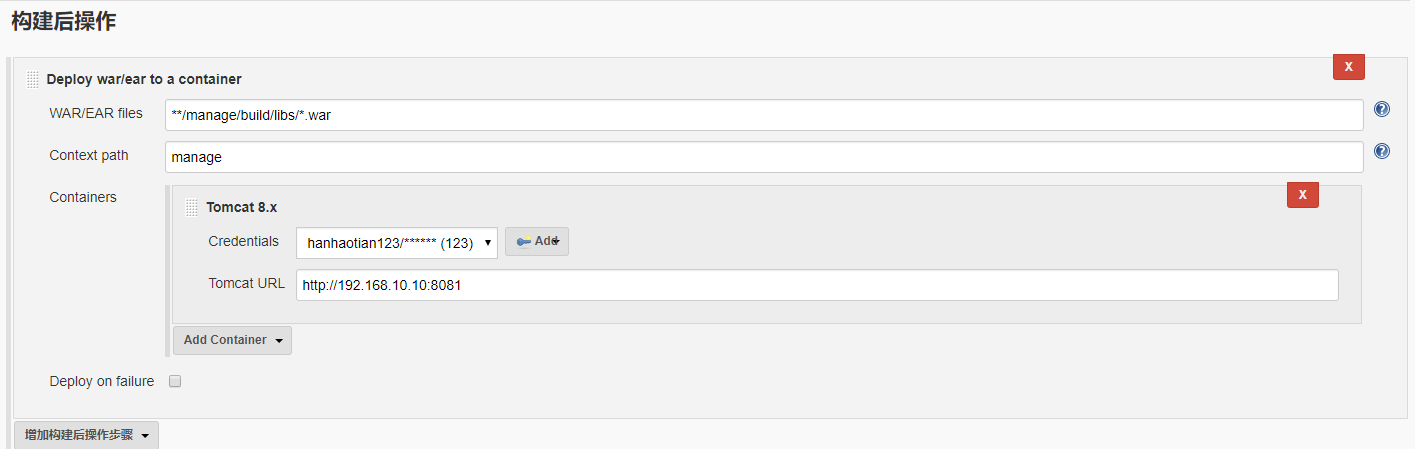 构建后操作
Deploy war/ear to a container
X
WAR/EAR files
**/manage/build/libs/*.war
?
Context path
manage
?
Containers
Tomcat 8.x
X
Credentials
hanhaotian123/****** (123)
Add
Tomcat URL
http://192.168.10.10:8081
Add Container
Deploy on failure
增加构建后操作步骤